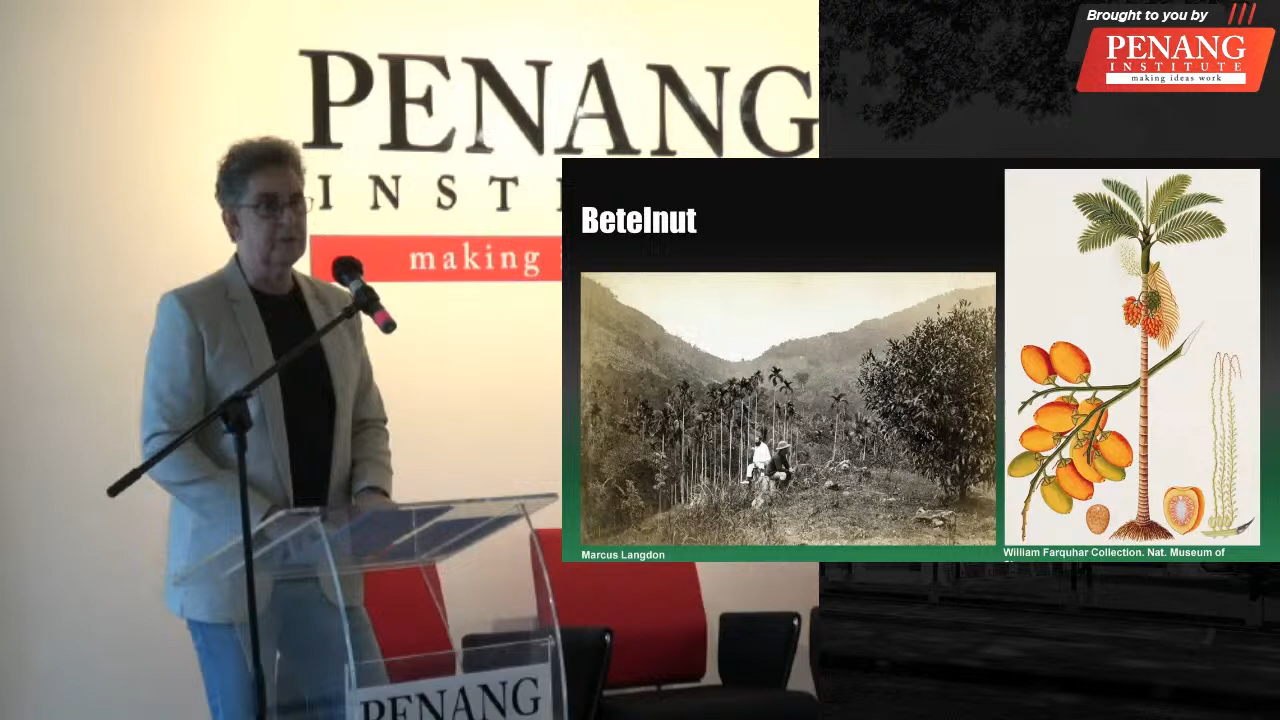 Brought to you by
PENANG
INSTITUTE
making ideas work
PENANG
INST
making
Betelnut
Marcus Langdon
William Farquhar Collection. Nat. Museum of
PENANG